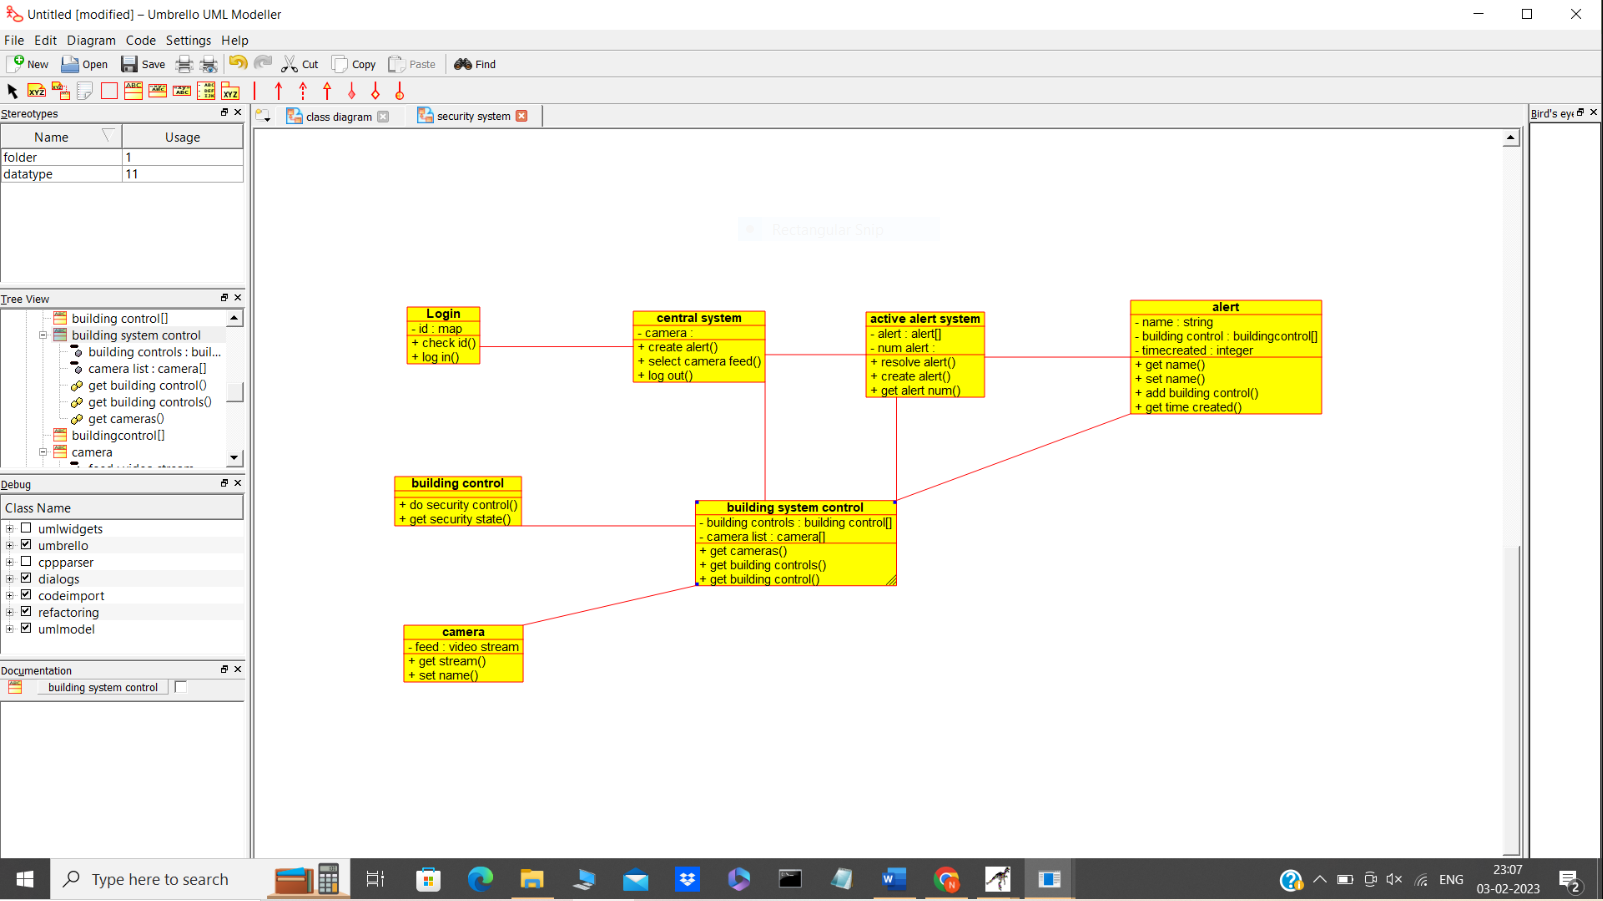 Untitled [modified] – Umbrello UML Modeller
File Edit Diagram Code Settings Help
New Open Save Cut Copy Paste Find
Stereotypes
Name Usage
folder 1
datatype 11
Tree View
building control[]
building system control
building controls : buil...
camera list : camera[]
get building control()
get building controls()
get cameras()
buildingcontrol[]
camera
Debug
Class Name
umlwidgets
umbrello
cppparser
dialogs
codeimport
refactoring
umlmodel
Documentation
building system control
class diagram
security system
Bird's eye
Rectangular Snip
Login
- id : map
+ check id()
+ log in()
central system
- camera :
+ create alert()
+ select camera feed()
+ log out()
active alert system
- alert : alert[]
- num alert :
+ resolve alert()
+ create alert()
+ get alert num()
alert
- name : string
- building control : buildingcontrol[]
- timecreated : integer
+ get name()
+ set name()
+ add building control()
+ get time created()
building control
+ do security control()
+ get security state()
building system control
- building controls : building control[]
- camera list : camera[]
+ get cameras()
+ get building controls()
+ get building control()
camera
- feed : video stream
+ get stream()
+ set name()
Type here to search
ENG
23:07
03-02-2023
2